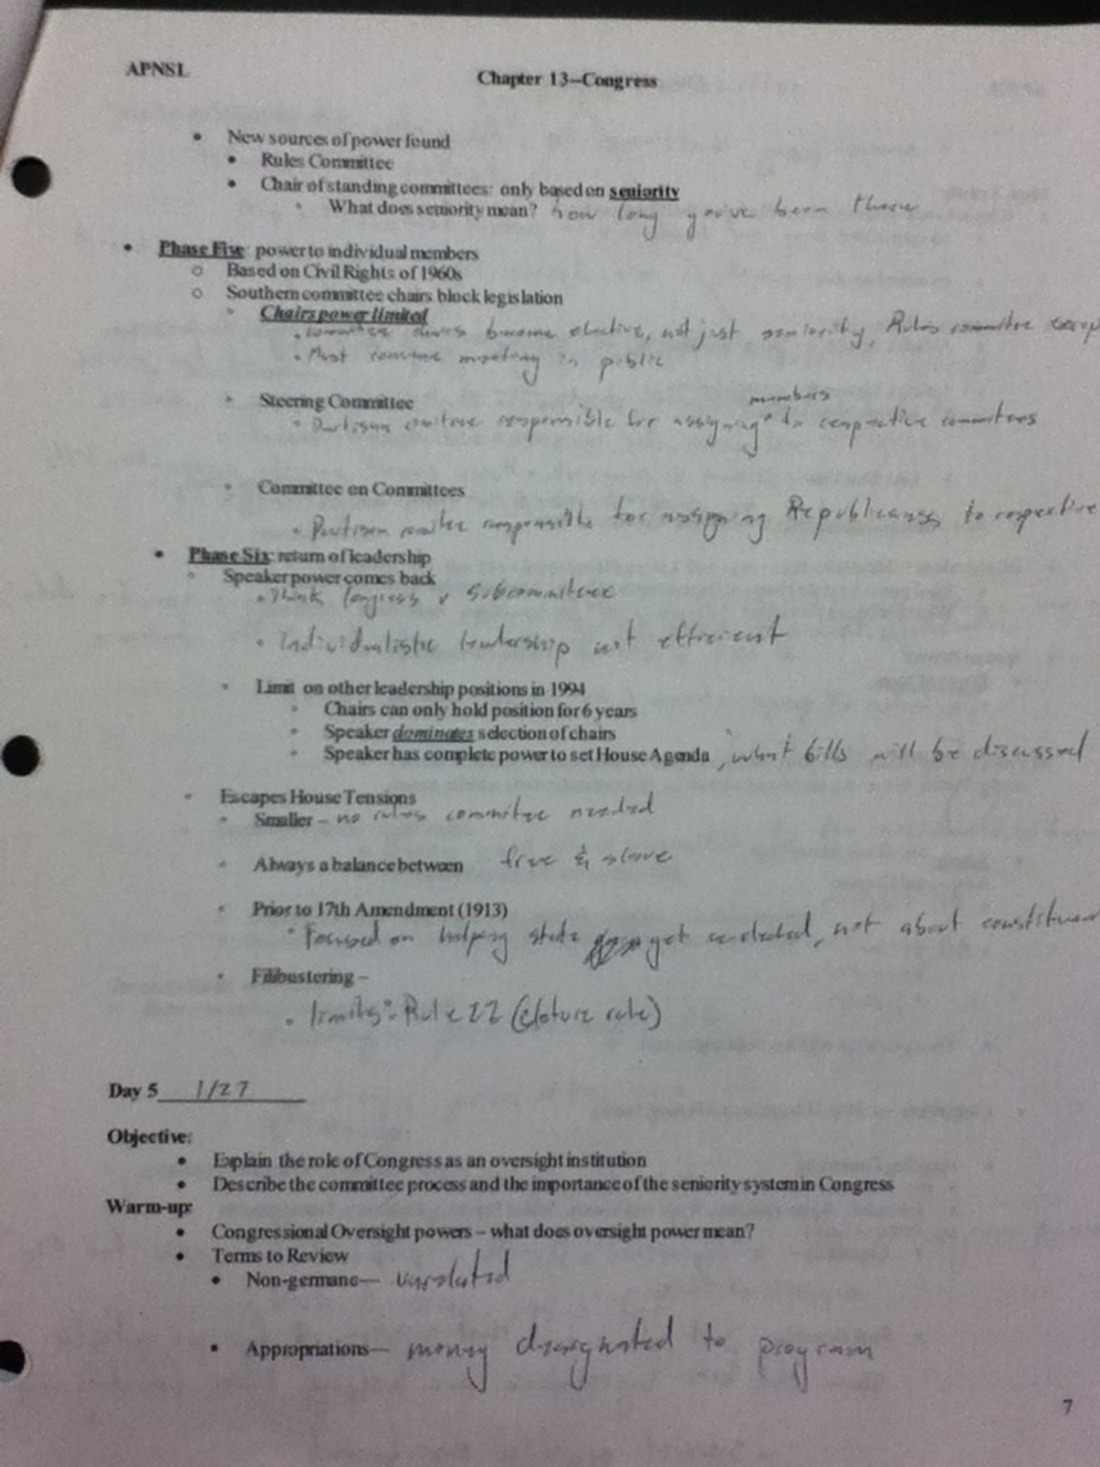 APNSL
Chapter 13–Congress
• New sources of power found
• Rules Committee
• Chair of standing committees: only based on seniority
◦ What does seniority mean? how long you've been there
• Phase Five: power to individual members
o Based on Civil Rights of 1960s
o Southern committee chairs block legislation
◦ Chairs power limited
• committee chairs become elective, not just seniority, Rules committee
• Must convene meeting in public
◦ Steering Committee
members
• Partisan responsible for assigning to respective committees
◦ Committee on Committees
• Partisan responsible for assigning Republicans to respective
• Phase Six: return of leadership
◦ Speaker power comes back
• Think Congress v subcommittee
• Individualistic leadership not efficient
◦ Limit on other leadership positions in 1994
◦ Chairs can only hold position for 6 years
◦ Speaker dominates selection of chairs
◦ Speaker has complete power to set House Agenda, what bills will be discussed
◦ Escapes House Tensions
◦ Smaller – no rules committee needed
◦ Always a balance between free & slave
◦ Prior to 17th Amendment (1913)
• Focused on helping state get reelected, not about
◦ Filibustering –
• limits: Rule 22 (cloture rule)
Day 5 1/27
Objective:
• Explain the role of Congress as an oversight institution
• Describe the committee process and the importance of the seniority system in Congress
Warm-up:
• Congressional Oversight powers – what does oversight power mean?
• Terms to Review
• Non-germane— unrelated
• Appropriations— money designated to program
7